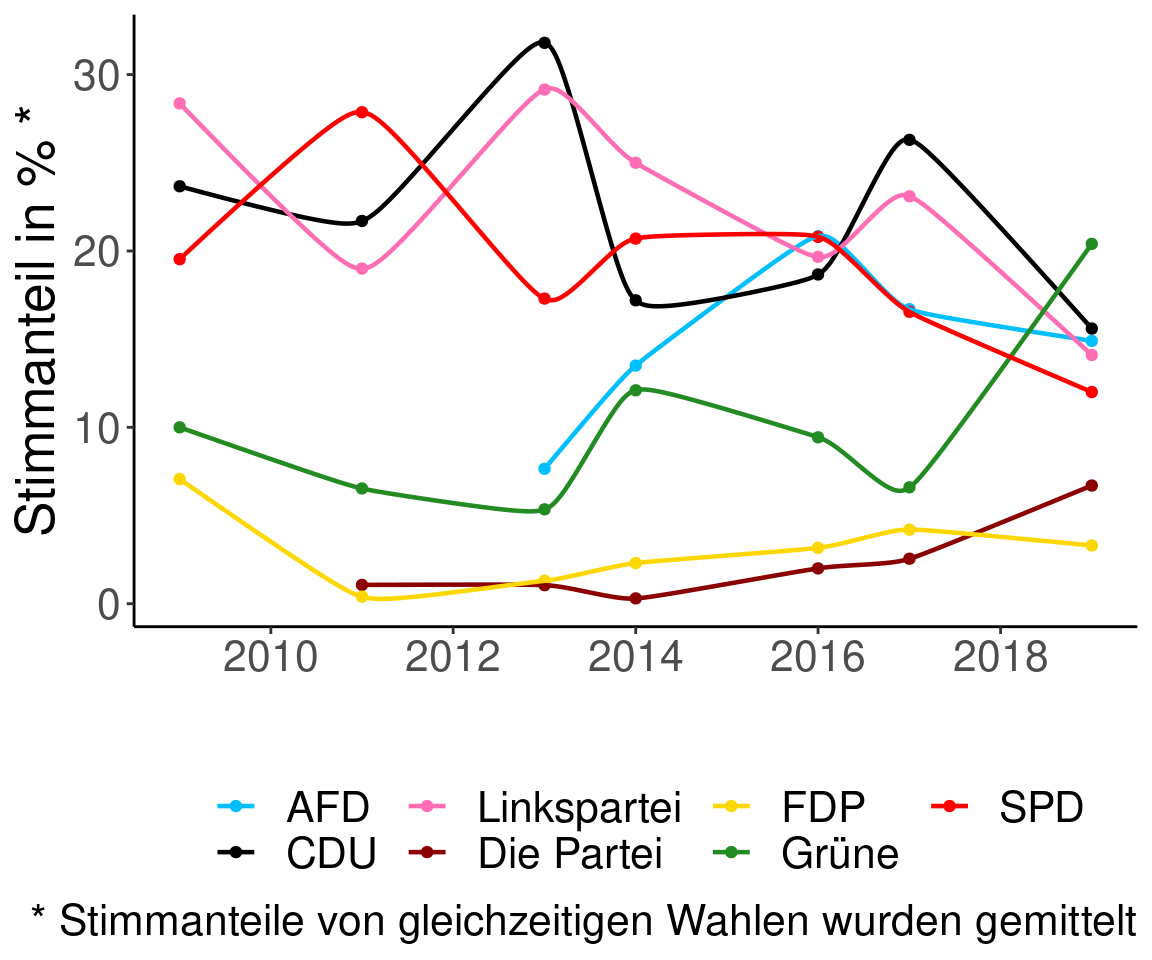 Stimmanteil in % *
30
20
10
0
2010 2012 2014 2016 2018
AFD Linkspartei FDP SPD
CDU Die Partei Grüne
* Stimmanteile von gleichzeitigen Wahlen wurden gemittelt